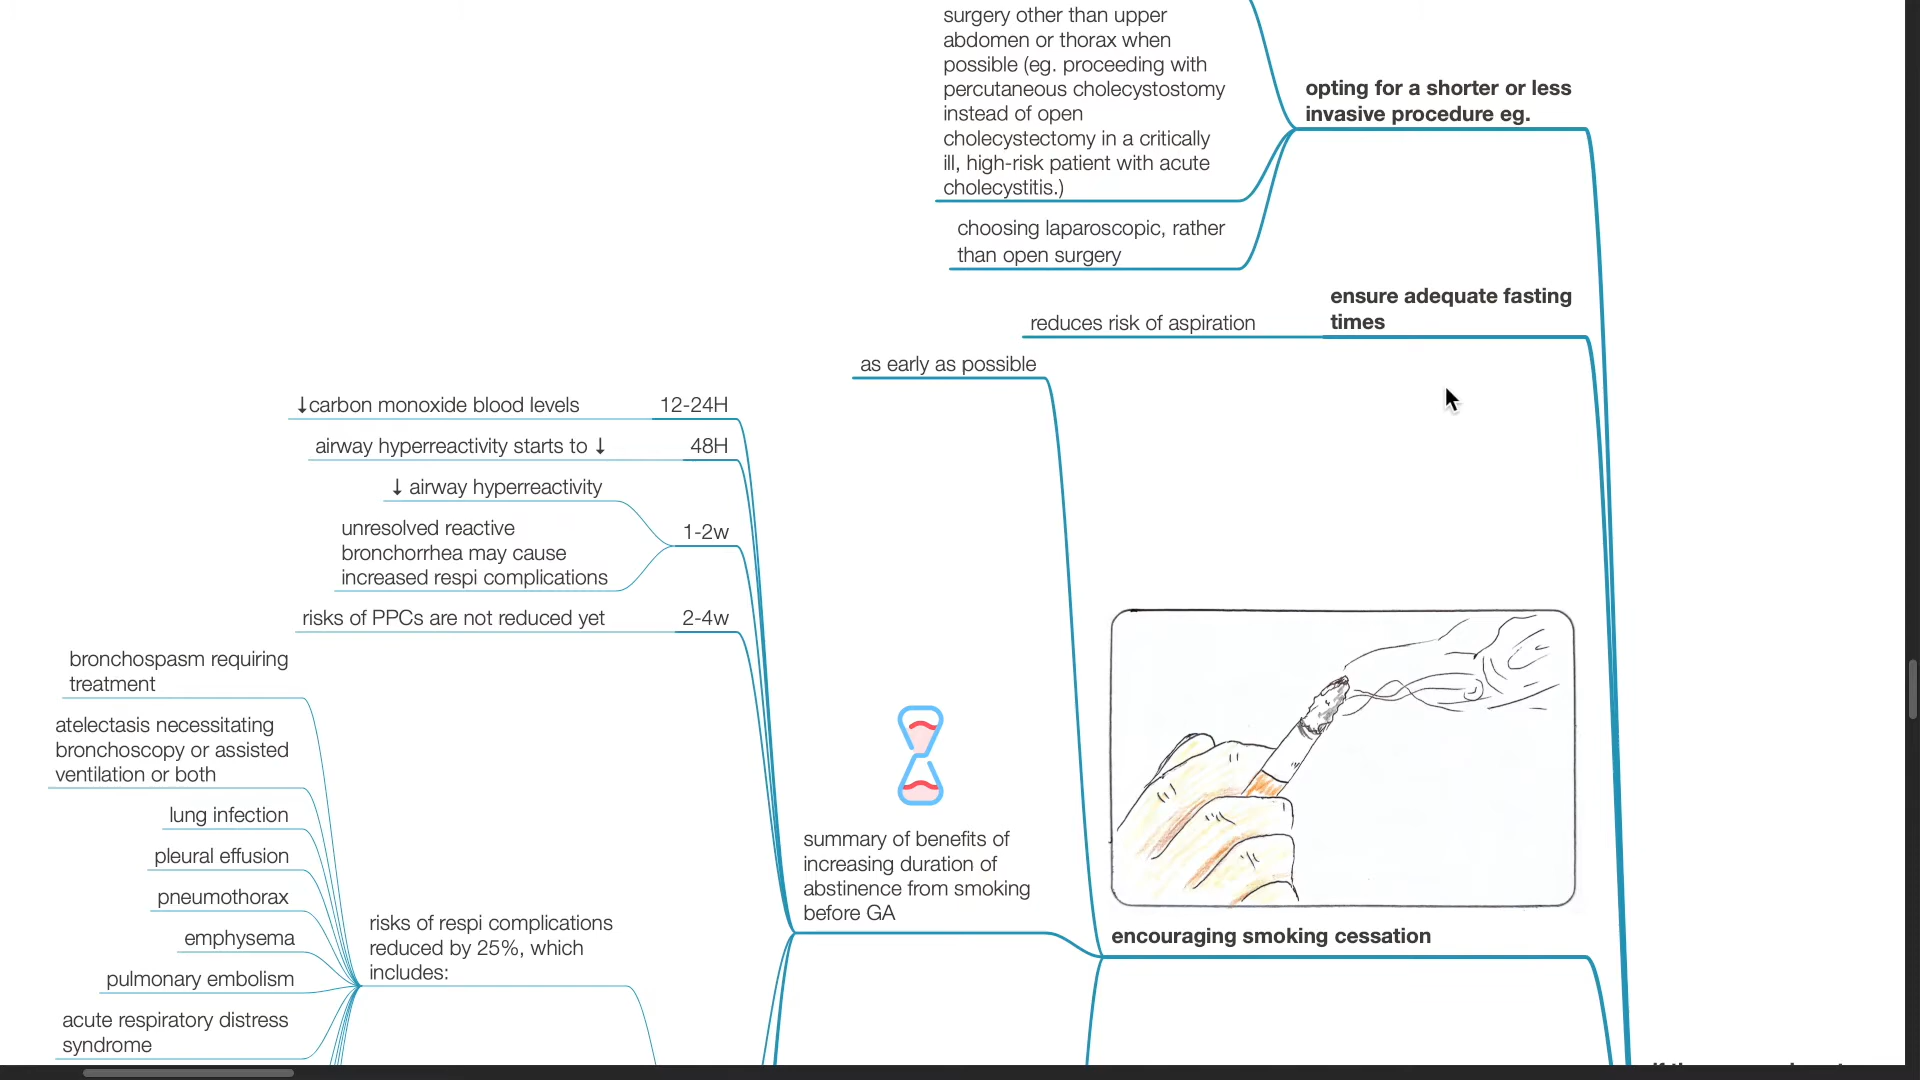 surgery other than upper
abdomen or thorax when
possible (eg. proceeding with
percutaneous cholecystostomy
instead of open
cholecystectomy in a critically
ill, high-risk patient with acute
cholecystitis.)
opting for a shorter or less
invasive procedure eg.
choosing laparoscopic, rather
than open surgery
ensure adequate fasting
times
reduces risk of aspiration
as early as possible
↓carbon monoxide blood levels
12-24H
airway hyperreactivity starts to ↓
48H
↓ airway hyperreactivity
unresolved reactive
bronchorrhea may cause
increased respi complications
1-2w
risks of PPCs are not reduced yet
2-4w
bronchospasm requiring
treatment
atelectasis necessitating
bronchoscopy or assisted
ventilation or both
lung infection
pleural effusion
pneumothorax
emphysema
pulmonary embolism
acute respiratory distress
syndrome
risks of respi complications
reduced by 25%, which
includes:
summary of benefits of
increasing duration of
abstinence from smoking
before GA
encouraging smoking cessation